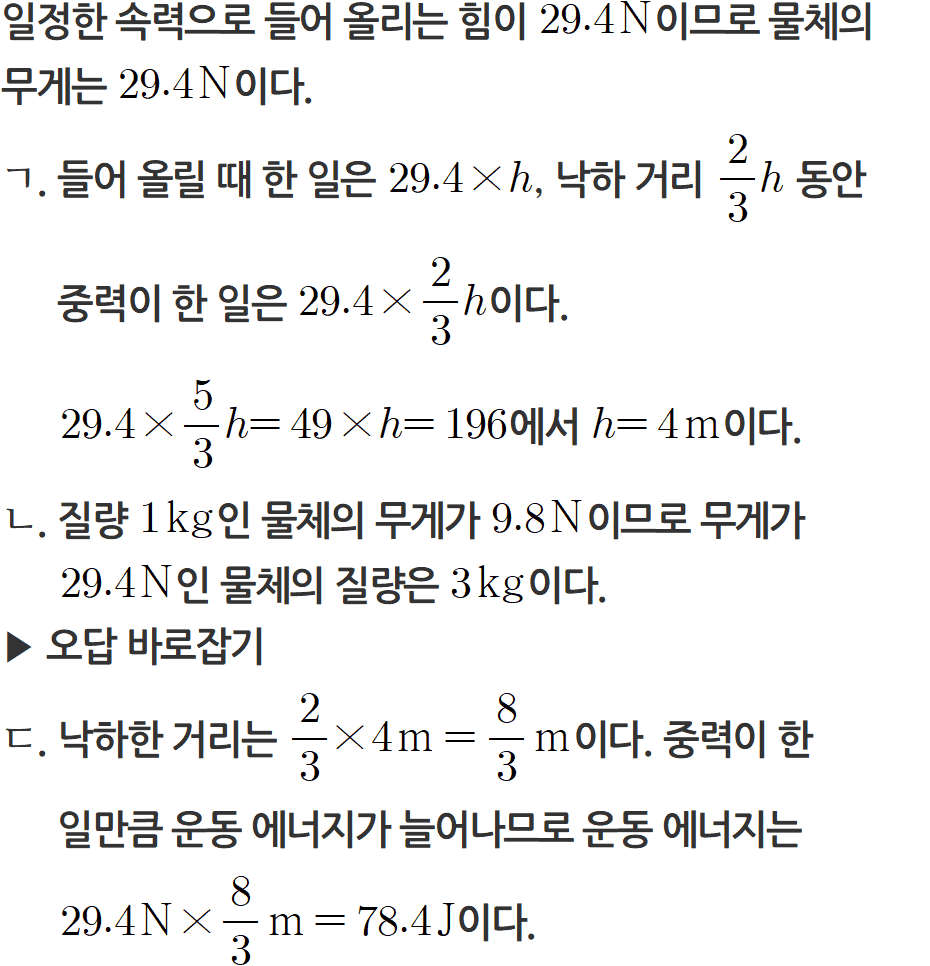 일정한 속력으로 들어 올리는 힘이 29.4N이므로 물체의
무게는 29.4N이다.
ㄱ. 들어 올릴 때 한 일은 29.4×h, 낙하 거리 2/3 h 동안
중력이 한 일은 29.4×2/3 h이다.
29.4×5/3 h=49×h=196에서 h=4m이다.
ㄴ. 질량 1kg인 물체의 무게가 9.8N이므로 무게가
29.4N인 물체의 질량은 3kg이다.
▶ 오답 바로잡기
ㄷ. 낙하한 거리는 2/3×4m=8/3 m이다. 중력이 한
일만큼 운동 에너지가 늘어나므로 운동 에너지는
29.4N×8/3 m=78.4J이다.